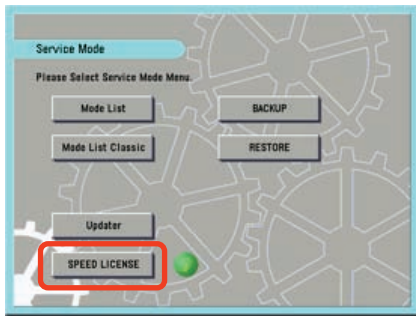 Service Mode
Please Select Service Mode Menu.
Mode List
BACKUP
Mode List Classic
RESTORE
Updater
SPEED LICENSE